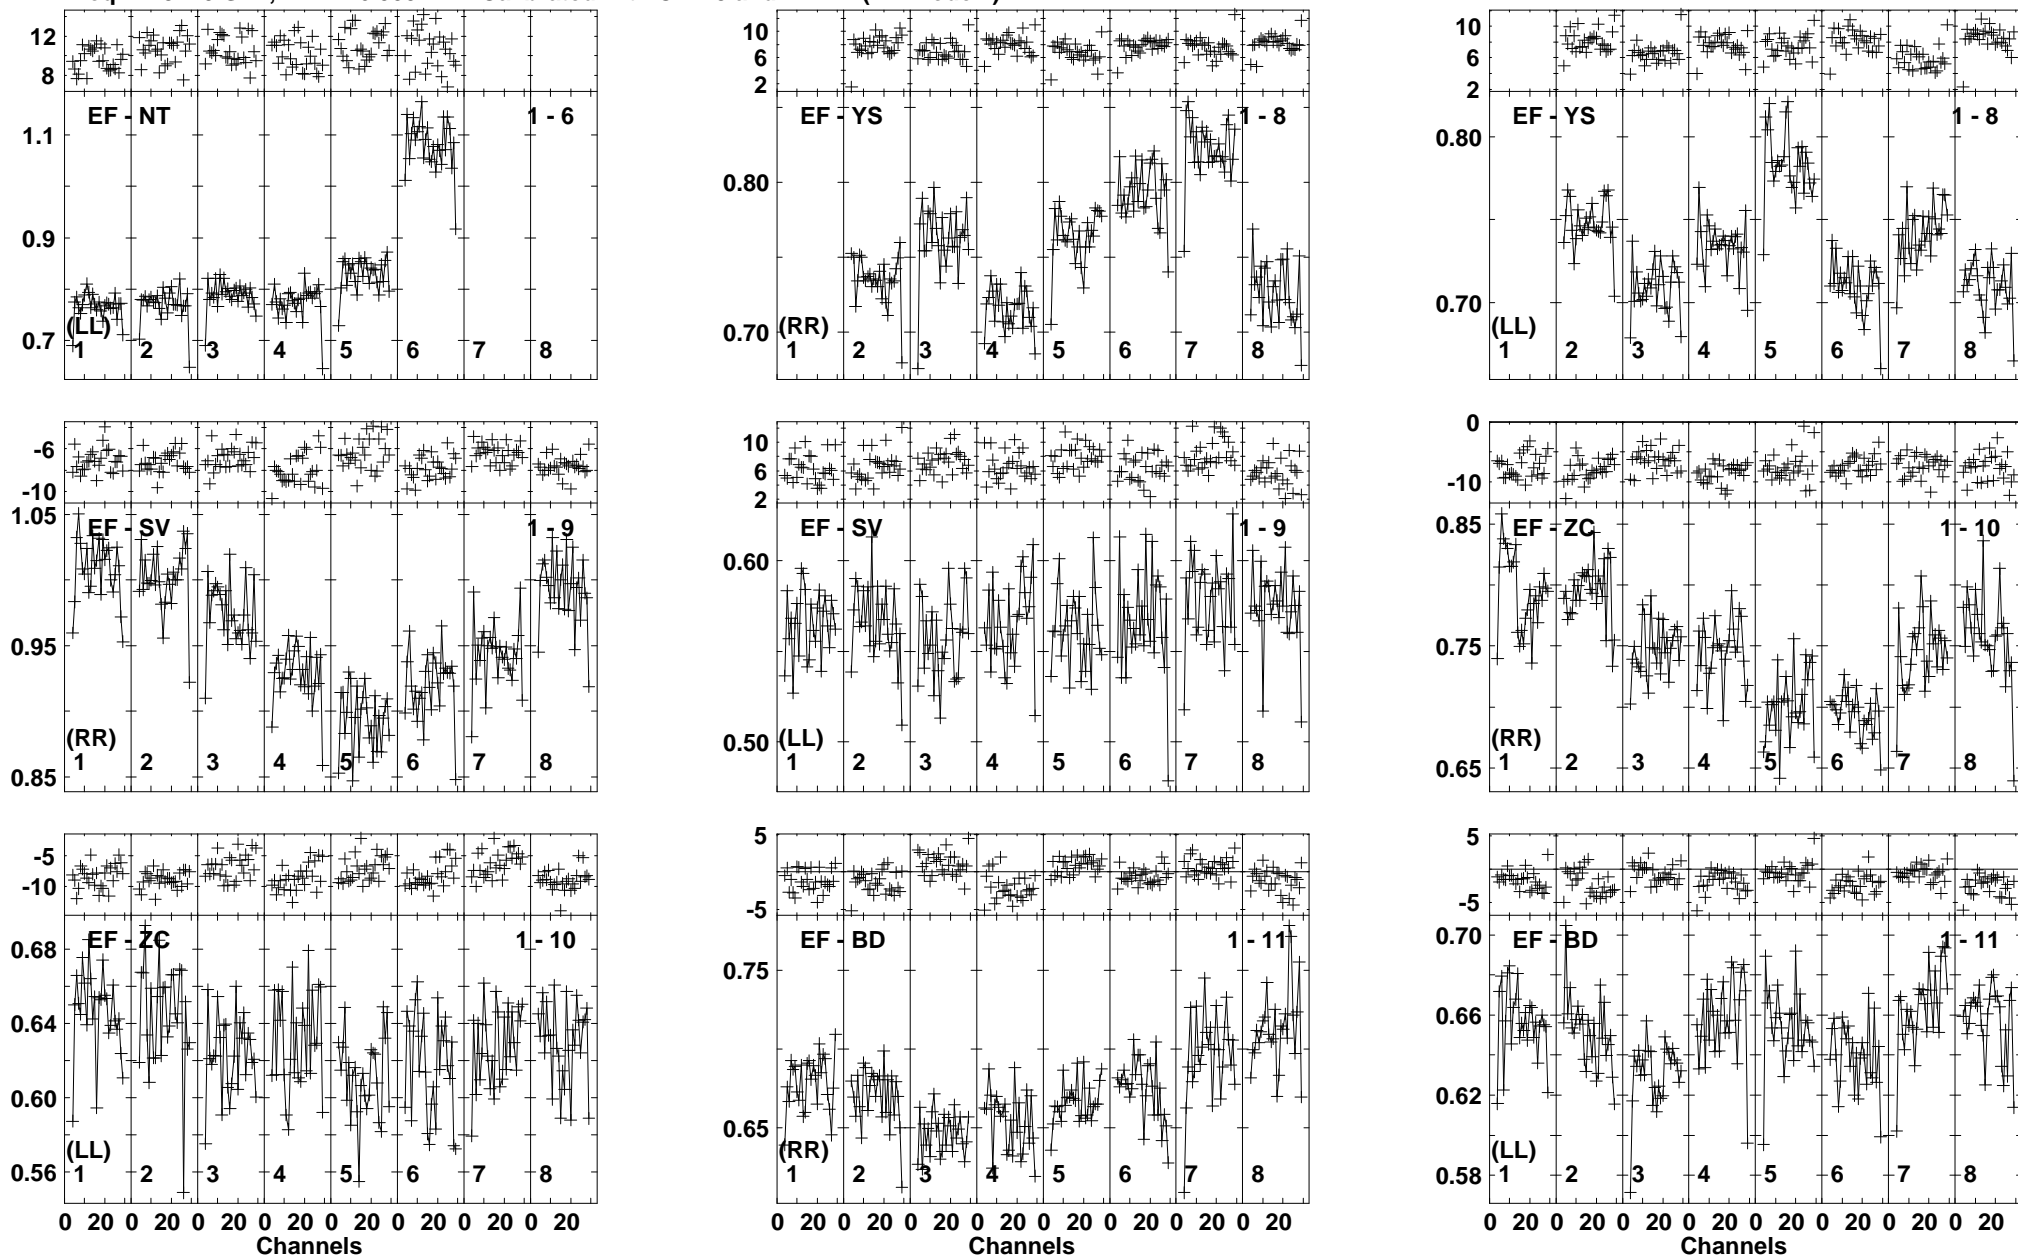 12 8 10 6 2 10 6 2
EF - NT 1 - 6 EF - YS 1 - 8 EF - YS 1 - 8
1.1 0.9 0.7 0.80 0.70 0.80 0.70
(LL) (RR) (LL)
1 2 3 4 5 6 7 8 1 2 3 4 5 6 7 8 1 2 3 4 5 6 7 8
-6 -10 10 6 2 0 -10
EF - SV 1 - 9 EF - SV 1 - 9 EF - ZC 1 - 10
1.05 0.95 0.85 0.60 0.50 0.85 0.75 0.65
(RR) (LL) (RR)
1 2 3 4 5 6 7 8 1 2 3 4 5 6 7 8 1 2 3 4 5 6 7 8
-5 -10 5 -5 5 -5
EF - ZC 1 - 10 EF - BD 1 - 11 EF - BD 1 - 11
0.68 0.64 0.60 0.56 0.75 0.65 0.70 0.66 0.62 0.58
(LL) (RR) (LL)
1 2 3 4 5 6 7 8 1 2 3 4 5 6 7 8 1 2 3 4 5 6 7 8
0 20 0 20 0 20 0 20 0 20 0 20 0 20 0 20 0 20 0 20 0 20 0 20 0 20 0 20 0 20 0 20 0 20 0 20 0 20 0 20 0 20 0 20 0 20 0 20
Channels Channels Channels